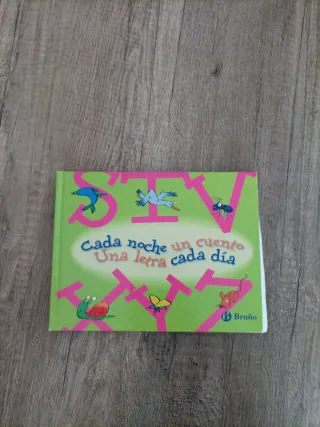 S T V
Cada noche un cuento
Una letra cada día
X Y Z
Bruño